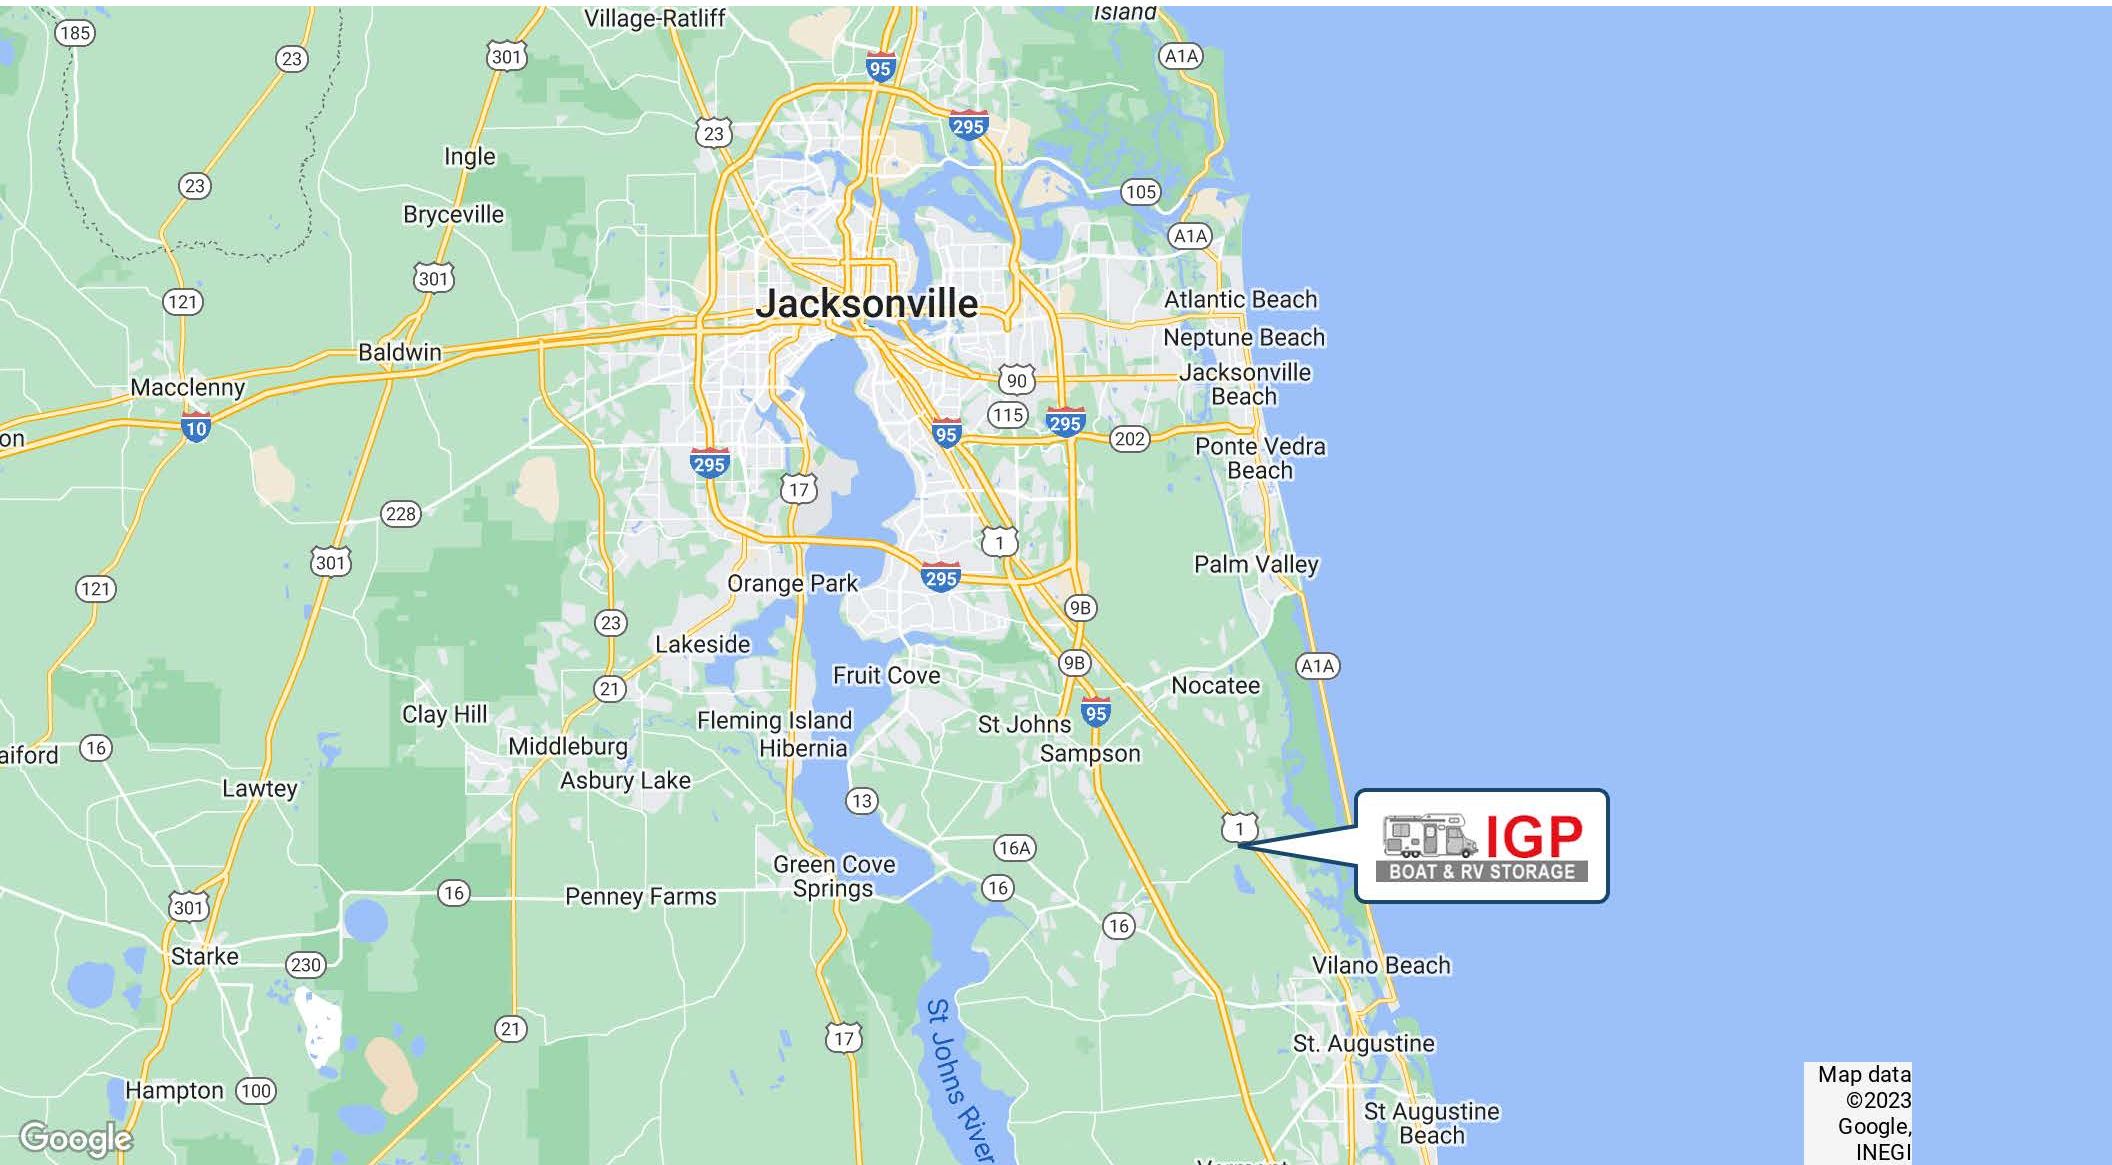 Village-Ratliff
Island
185
23
301
95
A1A
295
23
Ingle
23
105
Bryceville
A1A
301
121
Jacksonville
Atlantic Beach
Neptune Beach
Baldwin
Jacksonville
Beach
90
Macclenny
115
10
295
95
202
on
Ponte Vedra
Beach
295
17
228
1
301
Palm Valley
295
Orange Park
121
9B
23
Lakeside
9B
A1A
Fruit Cove
21
Nocatee
95
Clay Hill
Fleming Island
St Johns
Middleburg
Hibernia
Sampson
16
aiford
Asbury Lake
Lawtey
13
1
IGP
BOAT & RV STORAGE
16A
Green Cove
Springs
16
16
Penney Farms
301
16
Starke
230
Vilano Beach
21
17
St Johns River
St. Augustine
Hampton
100
St Augustine
Beach
Google
Map data
©2023
Google,
INEGI